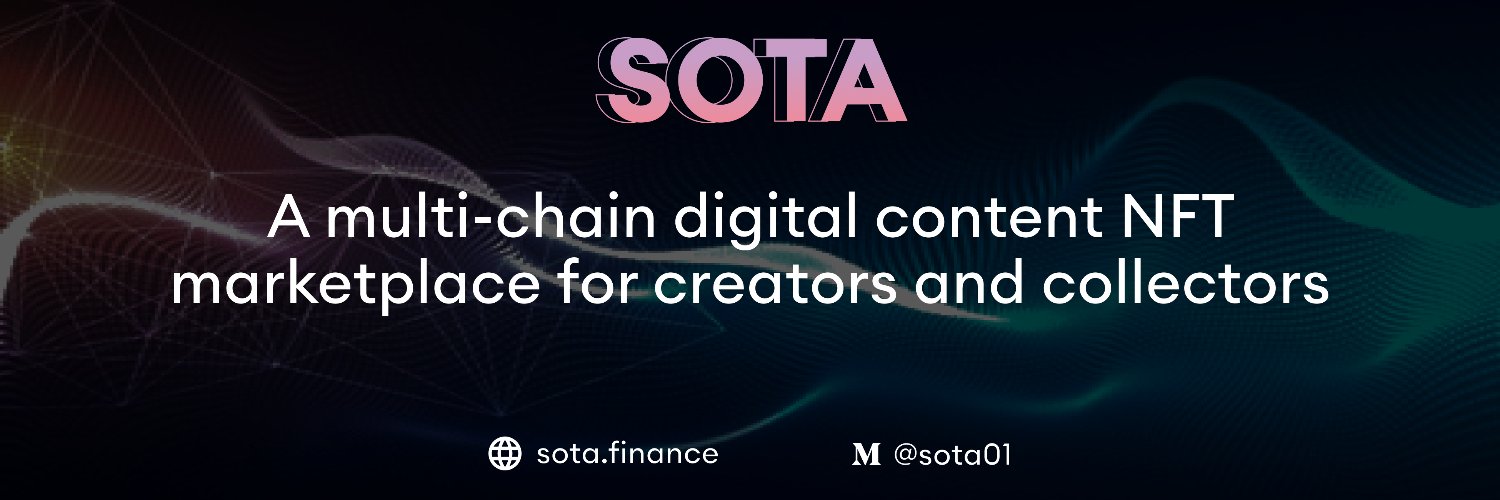 SOTA
A multi-chain digital content NFT
marketplace for creators and collectors
sota.finance
M @sota01